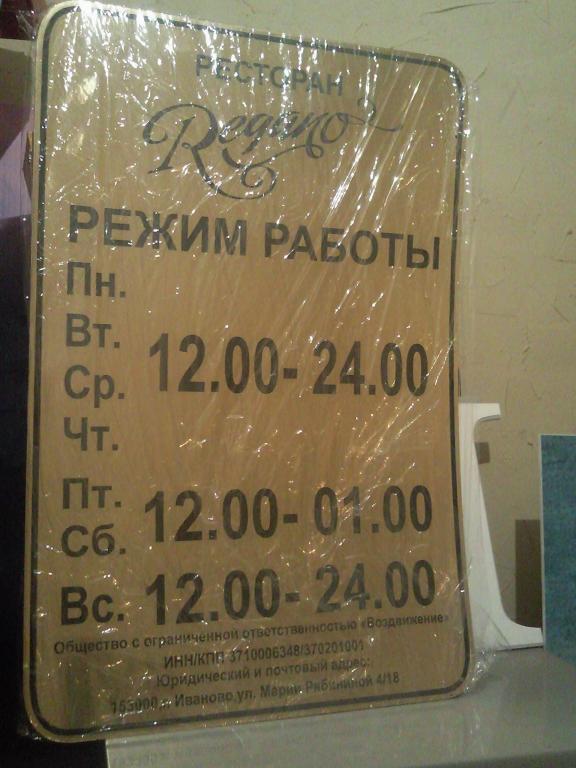 РЕСТОРАН
Regano
РЕЖИМ РАБОТЫ
Пн.
Вт.
Ср.
Чт.
12.00- 24.00
Пт.
Сб.
12.00- 01.00
Вс. 12.00- 24.00
Общество с ограниченной ответственностью «Воздвижение»
ИНН/КПП 3710006348/370201001
Юридический и почтовый адрес:
153000 г. Иваново,ул. Марии Рябининой 4/18